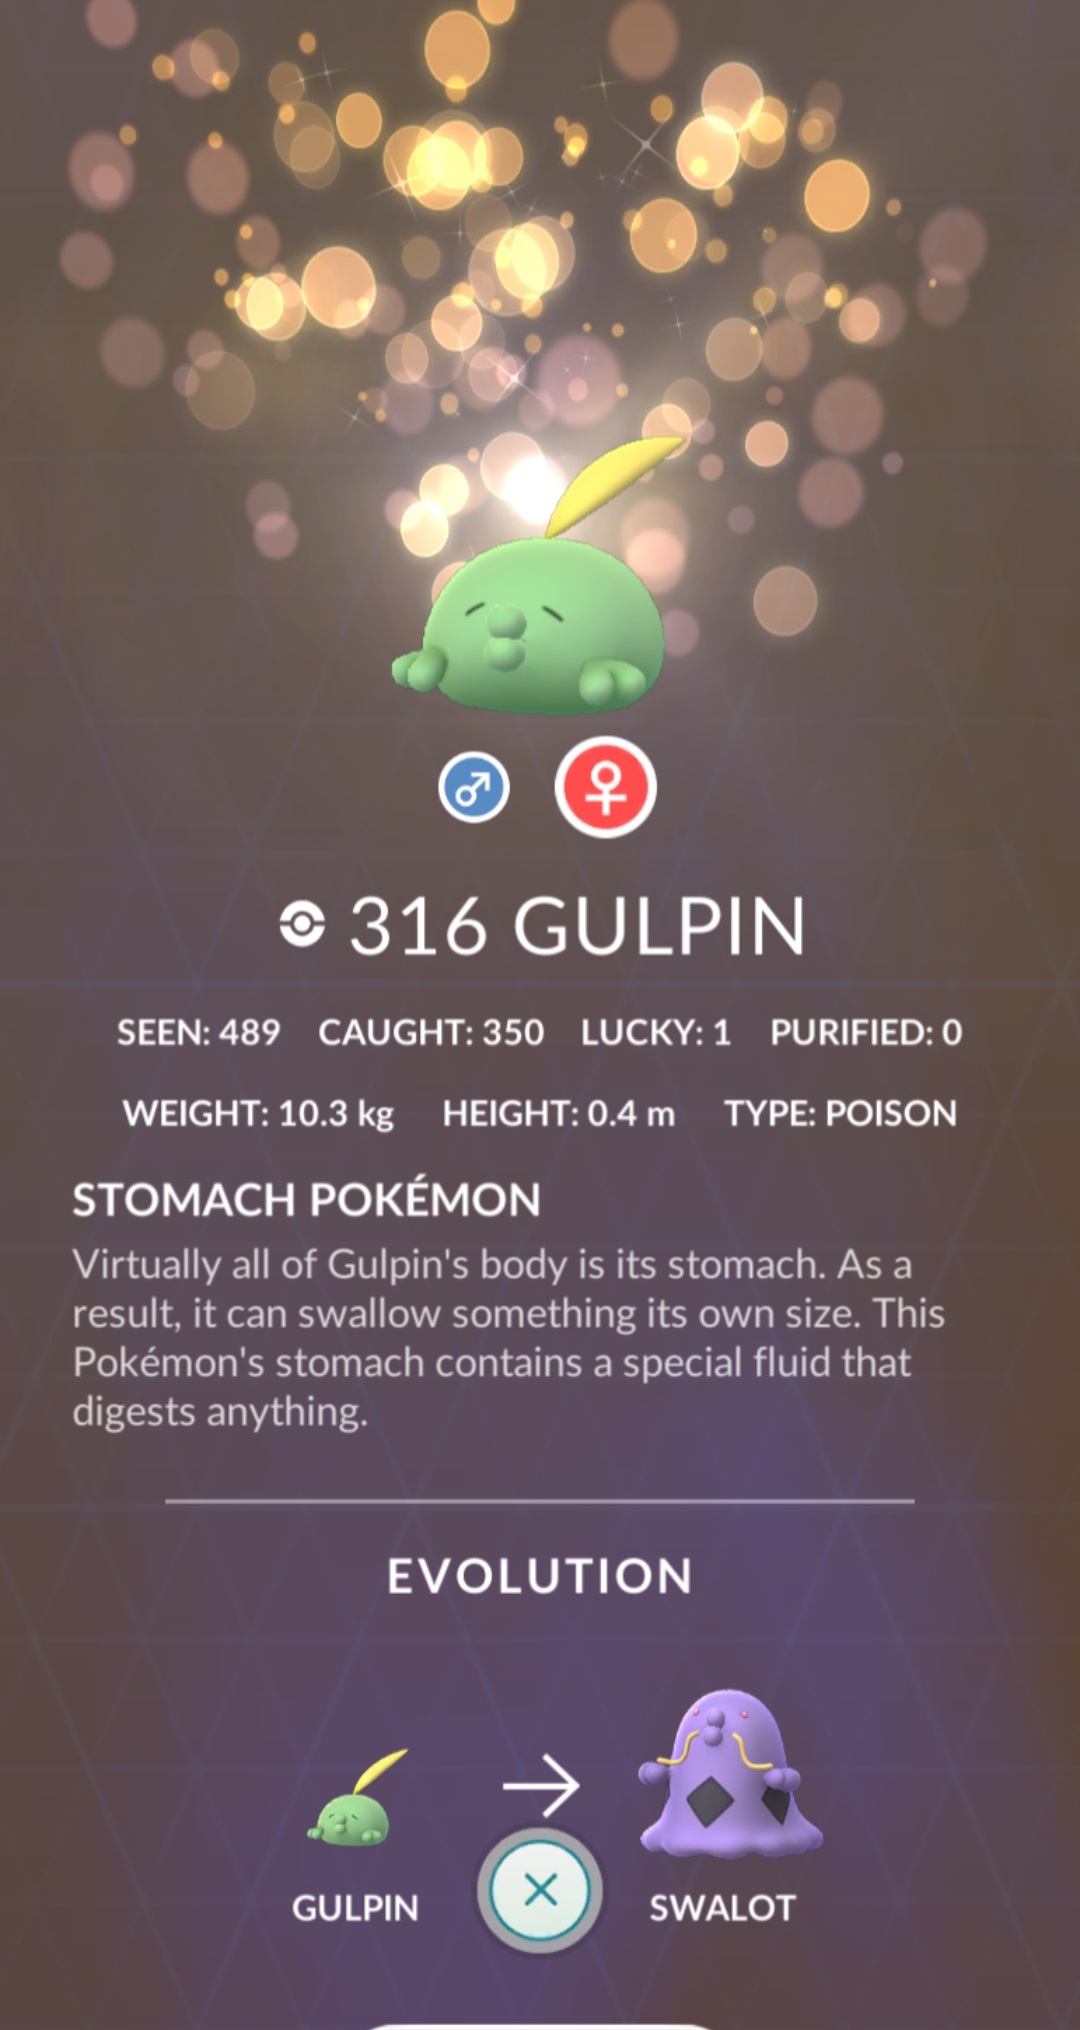 316 GULPIN
SEEN: 489 CAUGHT: 350 LUCKY: 1 PURIFIED: 0
WEIGHT: 10.3 kg HEIGHT: 0.4 m TYPE: POISON
STOMACH POKÉMON
Virtually all of Gulpin's body is its stomach. As a
result, it can swallow something its own size. This
Pokémon's stomach contains a special fluid that
digests anything.
EVOLUTION
GULPIN SWALOT